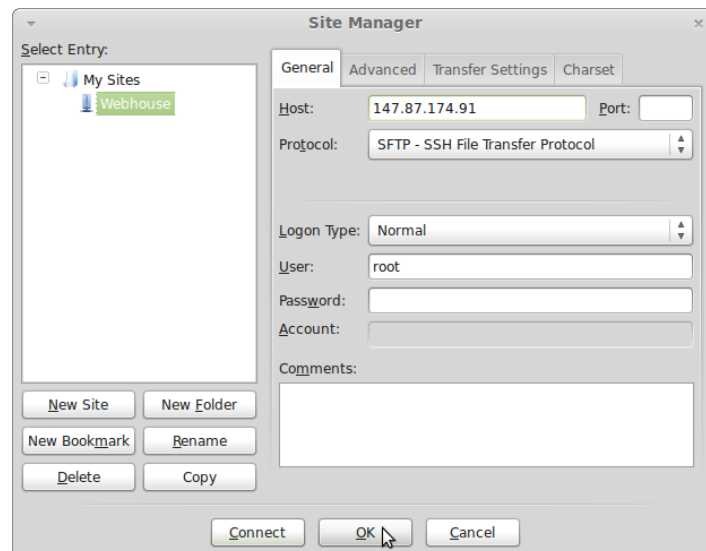 Site Manager
Select Entry:
My Sites
Webhouse
New Site
New Folder
New Bookmark
Rename
Delete
Copy
General
Advanced
Transfer Settings
Charset
Host:
147.87.174.91
Port:
Protocol:
SFTP - SSH File Transfer Protocol
Logon Type:
Normal
User:
root
Password:
Account:
Comments:
Connect
OK
Cancel